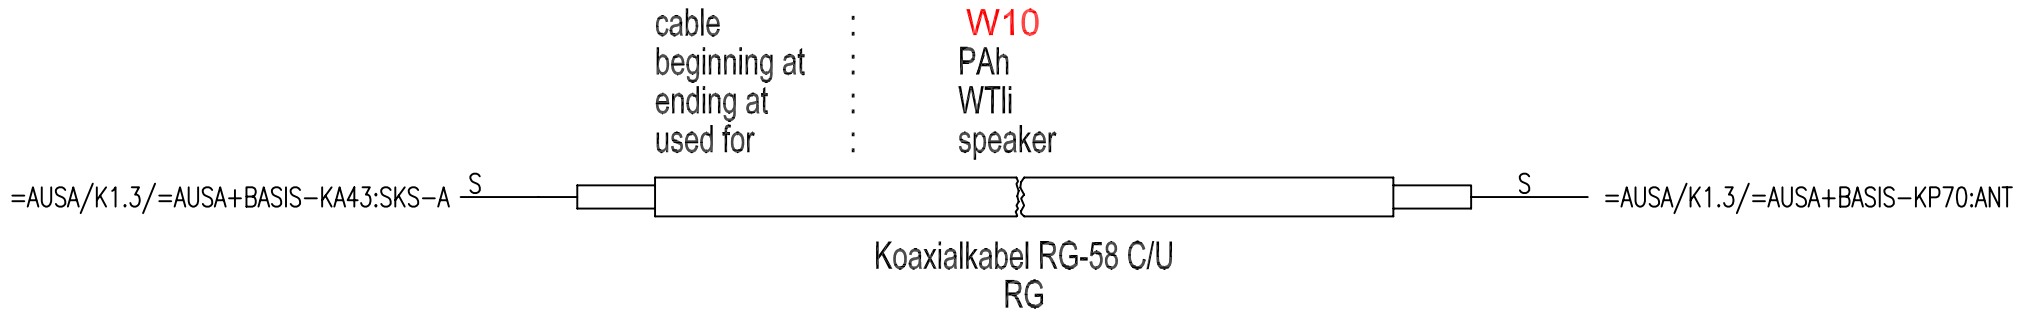 cable : W10
beginning at : PAh
ending at : WTli
used for : speaker
=AUSA/K1.3/=AUSA+BASIS-KA43:SKS-A S S =AUSA/K1.3/=AUSA+BASIS-KP70:ANT
Koaxialkabel RG-58 C/U
RG